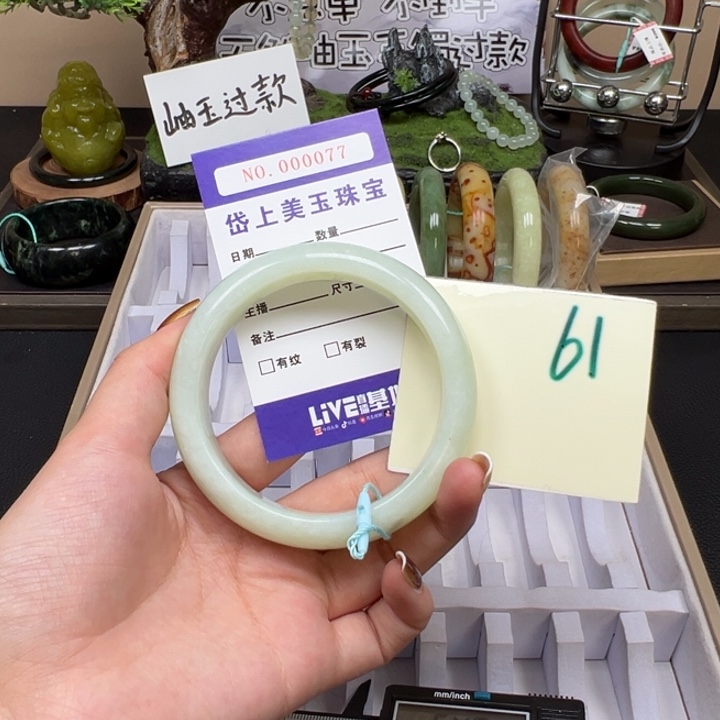 岫玉过款
NO.000077
岱上美玉珠宝
日期
数量
主播
尺寸
备注
有纹
有裂
LIVE
61
mm/inch